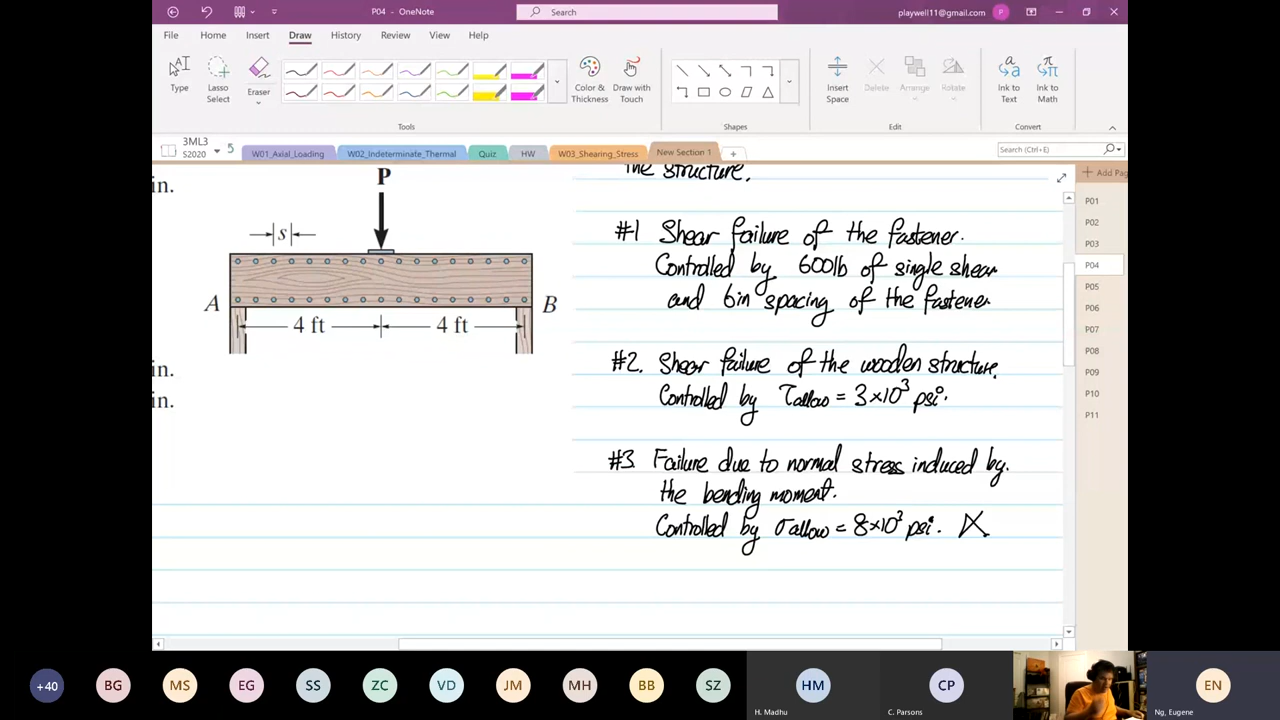 P04 - OneNote
Search
playwell11@gmail.com
P
File Home Insert Draw History Review View Help
Type
Lasso Select
Eraser
Color & Thickness
Draw with Touch
Insert Space
Delete
Arrange
Rotate
Ink to Text
Ink to Math
Tools
Shapes
Edit
Convert
3ML3 S2020
W01_Axial_Loading
W02_Indeterminate_Thermal
Quiz
HW
W03_Shearing_Stress
New Section 1
Search (Ctrl+E)
Add Pag
P01
P02
P03
P04
P05
P06
P07
P08
P09
P10
P11
in.
P
s
A
B
4 ft
4 ft
in.
in.
the structure.
#1 Shear failure of the fastener.
Controlled by 600lb of single shear
and 6in spacing of the fastener
#2. Shear failure of the wooden structure.
Controlled by τallow = 3×10³ psi.
#3. Failure due to normal stress induced by
the bending moment.
Controlled by σallow = 8×10³ psi.
+40
BG
MS
EG
SS
ZC
VD
JM
MH
BB
SZ
HM
H. Madhu
CP
C. Parsons
EN
Ng, Eugene